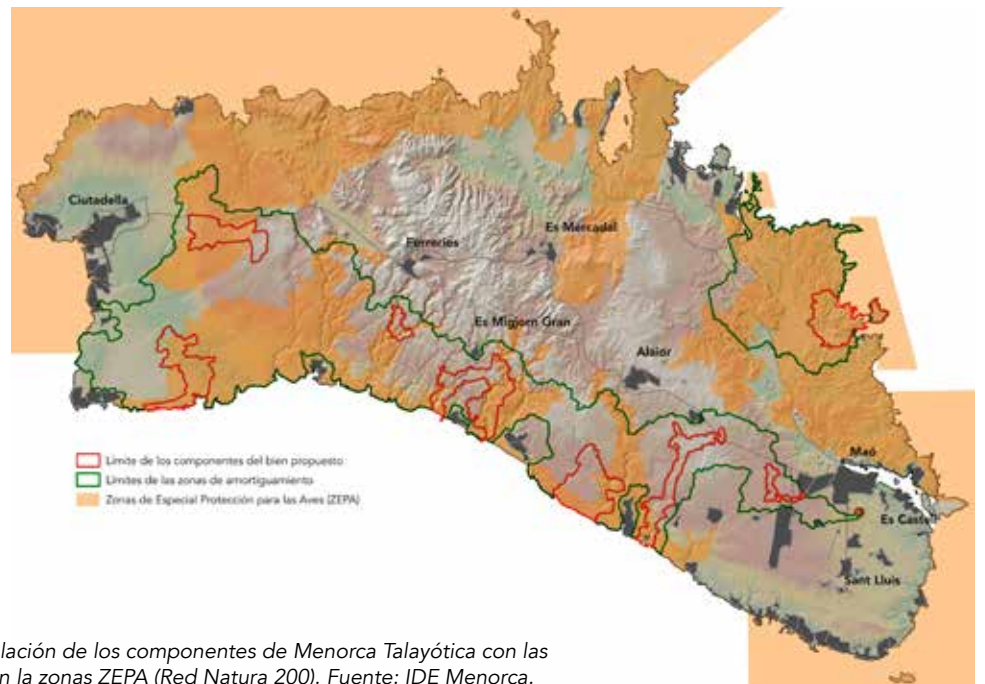 Ciutadella
Ferreries
Es Mercadal
Es Migjorn Gran
Alaior
Maó
Es Castell
Sant Lluis
Límite de los componentes del bien propuesto
Límites de las zonas de amortiguamiento
Zonas de Especial Protección para las Aves (ZEPA)
lación de los componentes de Menorca Talayótica con las
n la zonas ZEPA (Red Natura 200). Fuente: IDE Menorca.